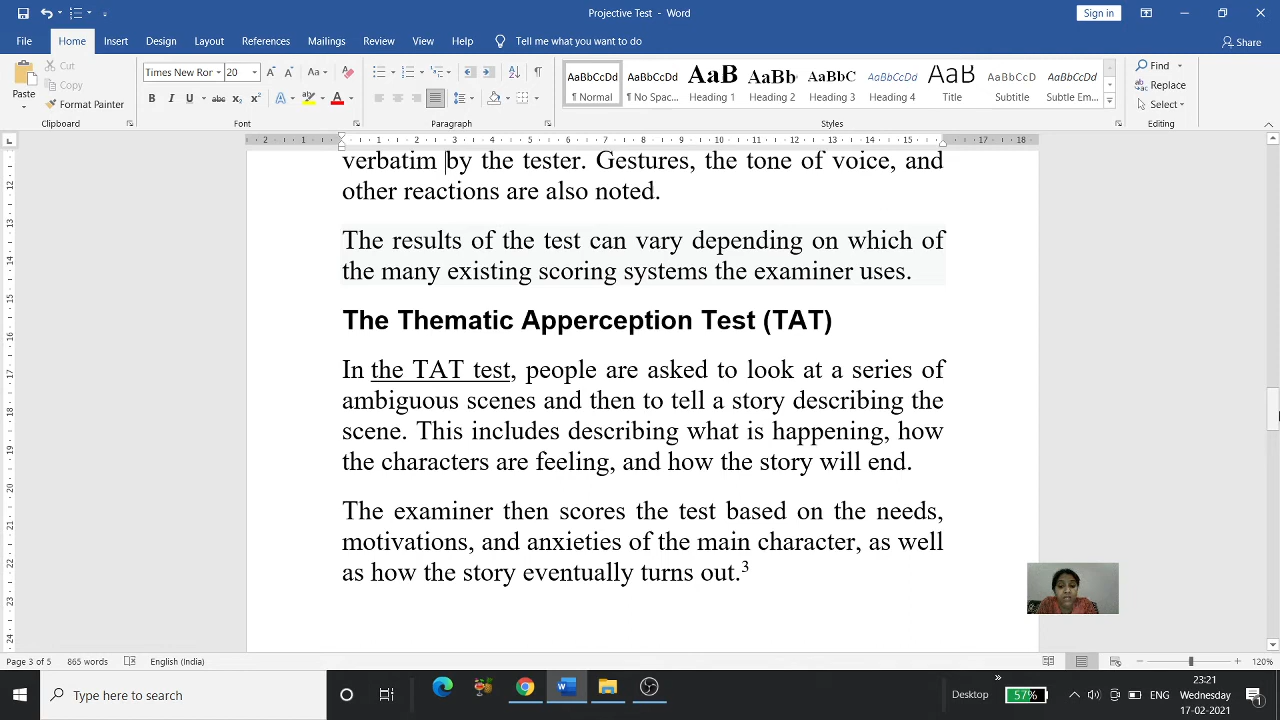 Projective Test - Word
Sign in
File Home Insert Design Layout References Mailings Review View Help Tell me what you want to do
Share
Paste
Cut
Copy
Format Painter
Clipboard
Times New Ror 20
Font
Paragraph
AaBbCcDd AaBbCcDd AaB AaBb AaBbC AaBbCcDd AaB AaBbCcD AaBbCcDd
¶ Normal ¶ No Spac... Heading 1 Heading 2 Heading 3 Heading 4 Title Subtitle Subtle Em...
Styles
Find
Replace
Select
Editing
verbatim by the tester. Gestures, the tone of voice, and
other reactions are also noted.
The results of the test can vary depending on which of
the many existing scoring systems the examiner uses.
The Thematic Apperception Test (TAT)
In the TAT test, people are asked to look at a series of
ambiguous scenes and then to tell a story describing the
scene. This includes describing what is happening, how
the characters are feeling, and how the story will end.
The examiner then scores the test based on the needs,
motivations, and anxieties of the main character, as well
as how the story eventually turns out.³
Page 3 of 5 865 words English (India) 120%
Type here to search
Desktop
57%
ENG
23:21
Wednesday
17-02-2021